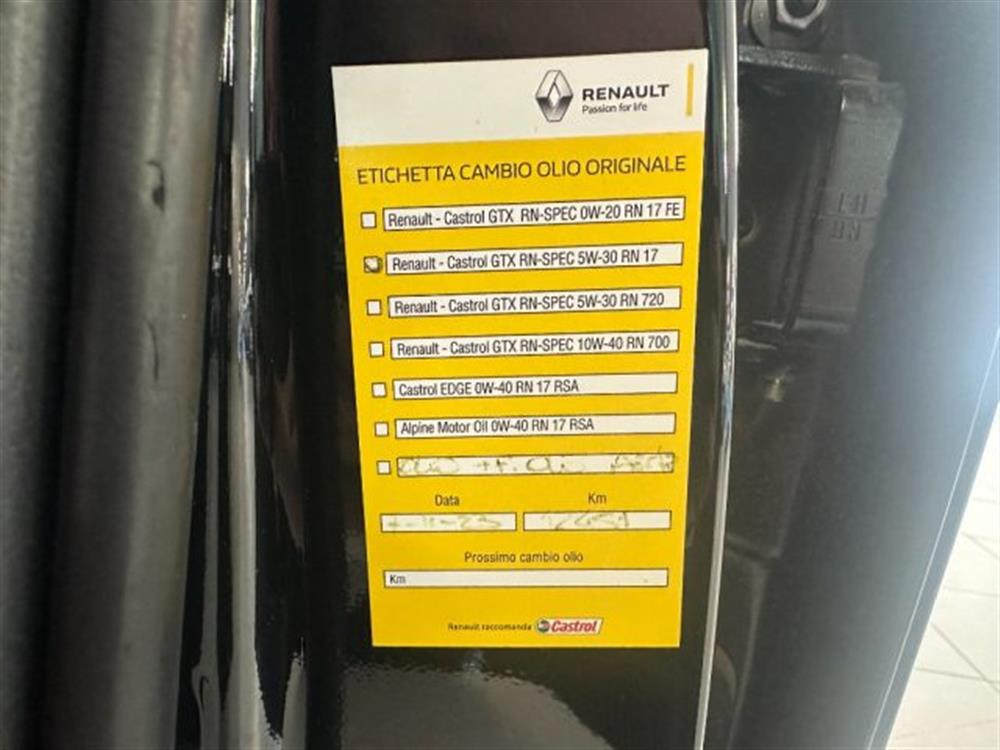 RENAULT
Passion for life
ETICHETTA CAMBIO OLIO ORIGINALE
Renault - Castrol GTX RN-SPEC 0W-20 RN 17 FE
Renault - Castrol GTX RN-SPEC 5W-30 RN 17
Renault - Castrol GTX RN-SPEC 5W-30 RN 720
Renault - Castrol GTX RN-SPEC 10W-40 RN 700
Castrol EDGE 0W-40 RN 17 RSA
Alpine Motor Oil 0W-40 RN 17 RSA
Data Km
Prossimo cambio olio
Km
Renault raccomanda Castrol